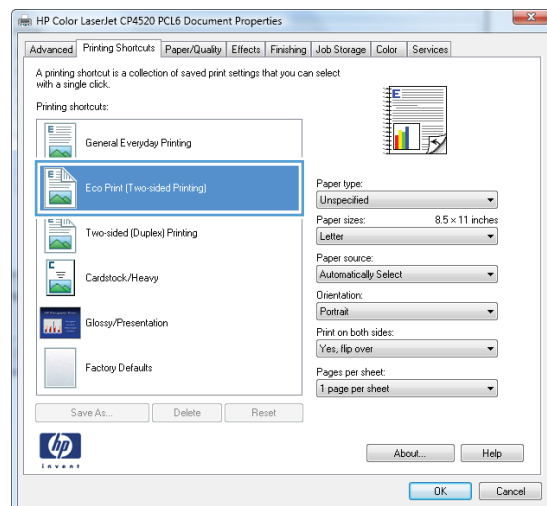 HP Color LaserJet CP4520 PCL6 Document Properties
Advanced Printing Shortcuts Paper/Quality Effects Finishing Job Storage Color Services
A printing shortcut is a collection of saved print settings that you can select
with a single click.
Printing shortcuts:
General Everyday Printing
Eco Print (Two-sided Printing)
Two-sided (Duplex) Printing
Cardstock/Heavy
Glossy/Presentation
Factory Defaults
Save As... Delete Reset
E
Paper type:
Unspecified
Paper sizes: 8.5 × 11 inches
Letter
Paper source:
Automatically Select
Orientation:
Portrait
Print on both sides:
Yes, flip over
Pages per sheet:
1 page per sheet
hp
invent
About... Help
OK Cancel